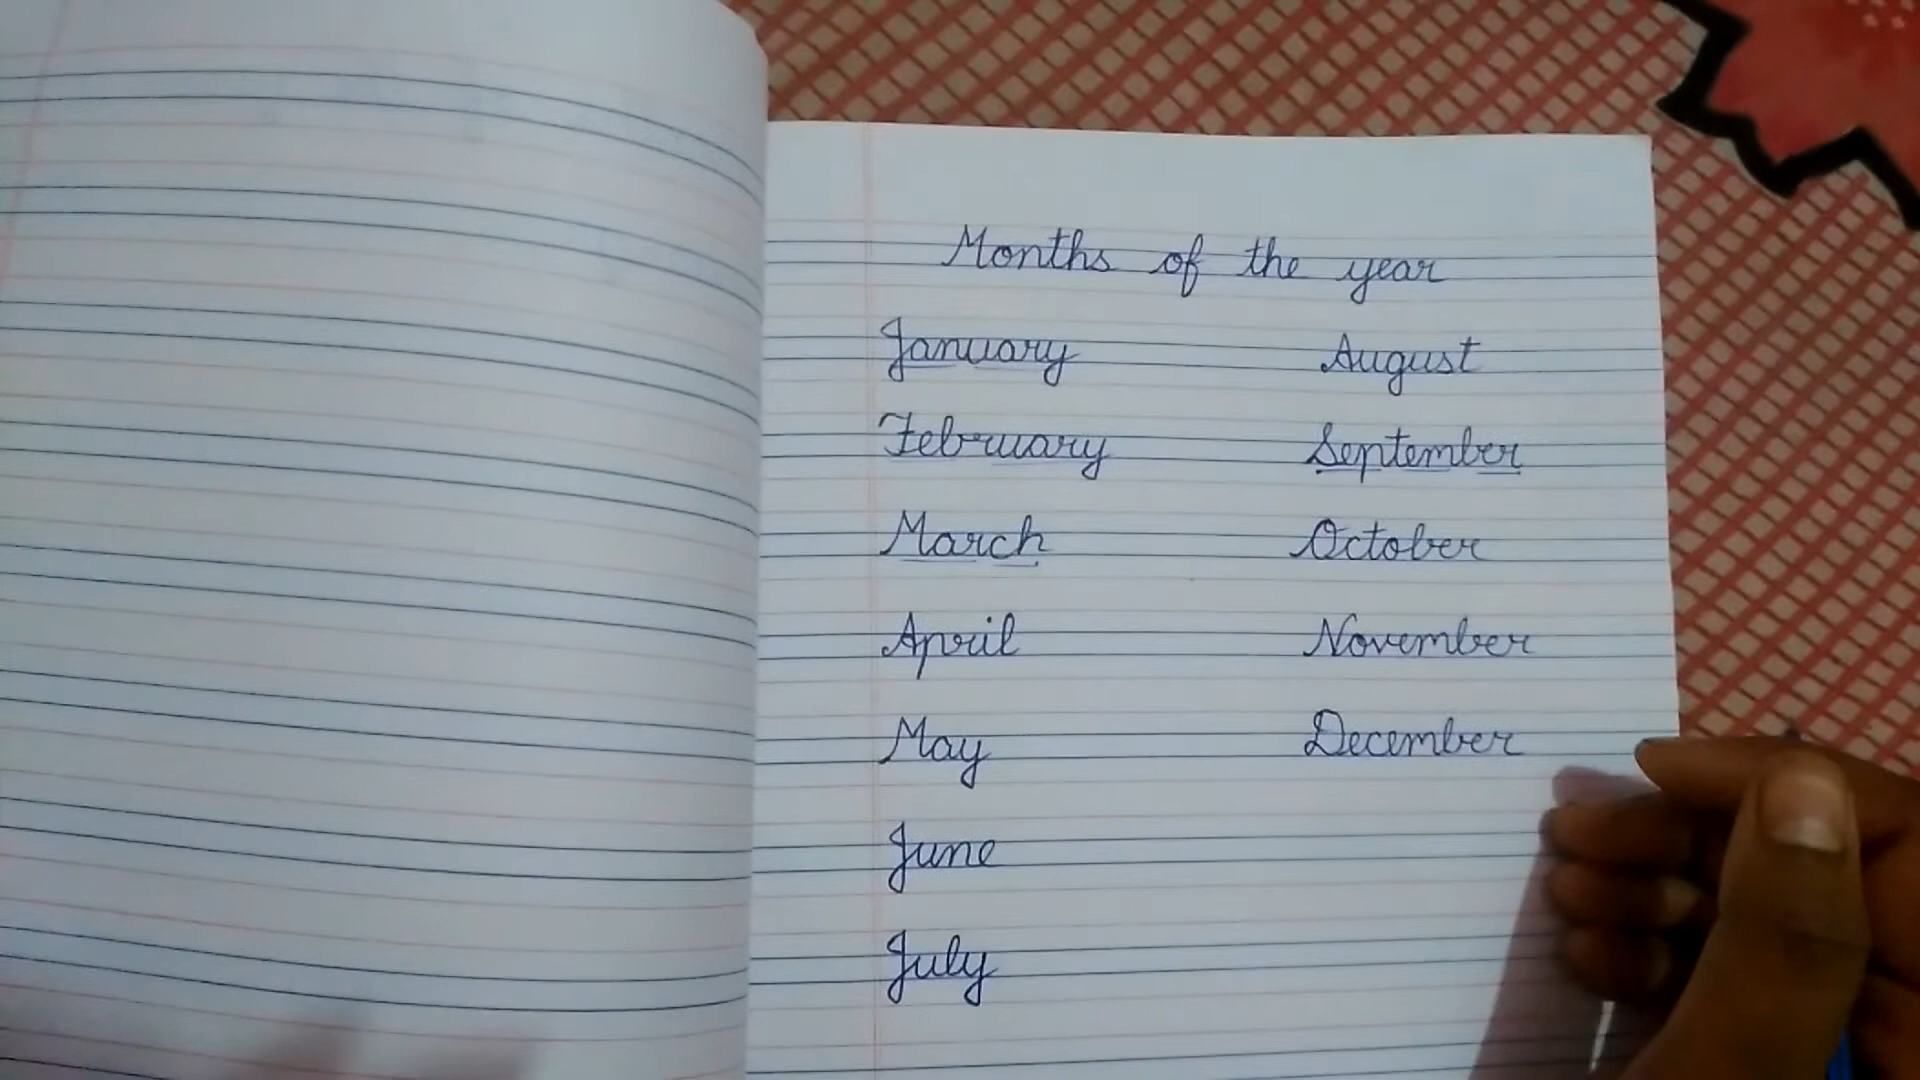 Months of the year
January
February
March
April
May
June
July
August
September
October
November
December